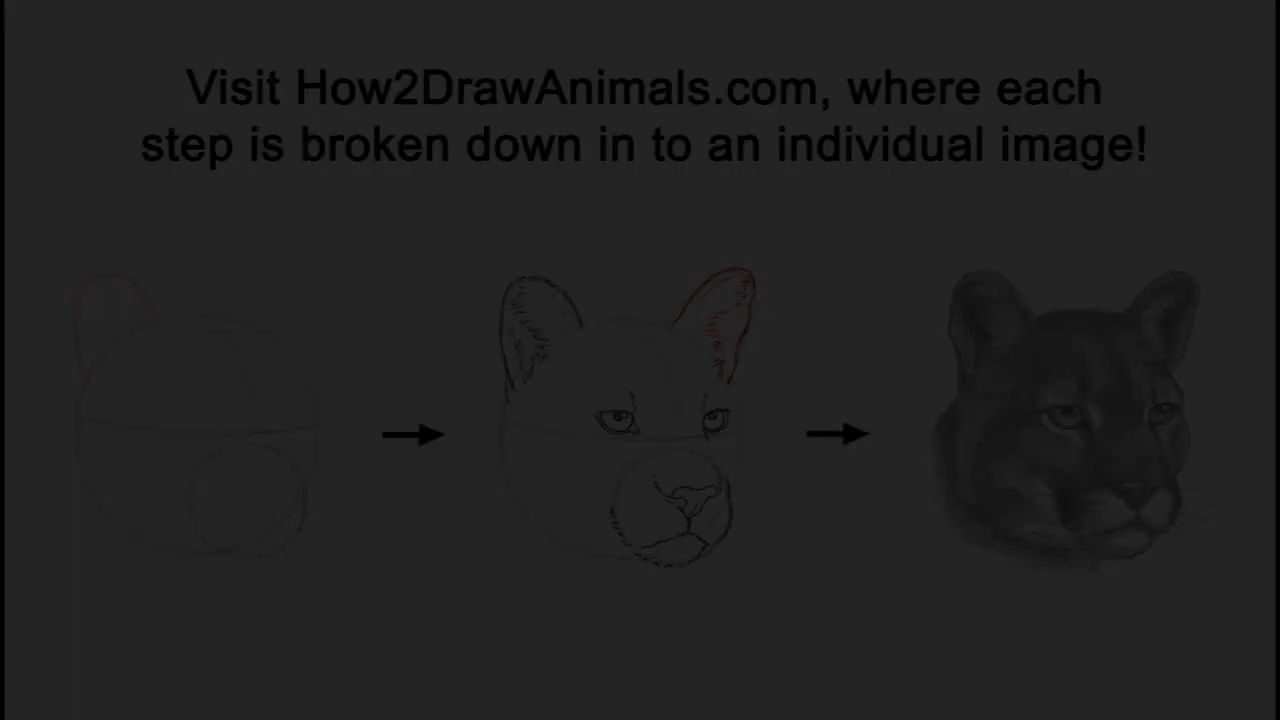 Visit How2DrawAnimals.com, where each
step is broken down in to an individual image!